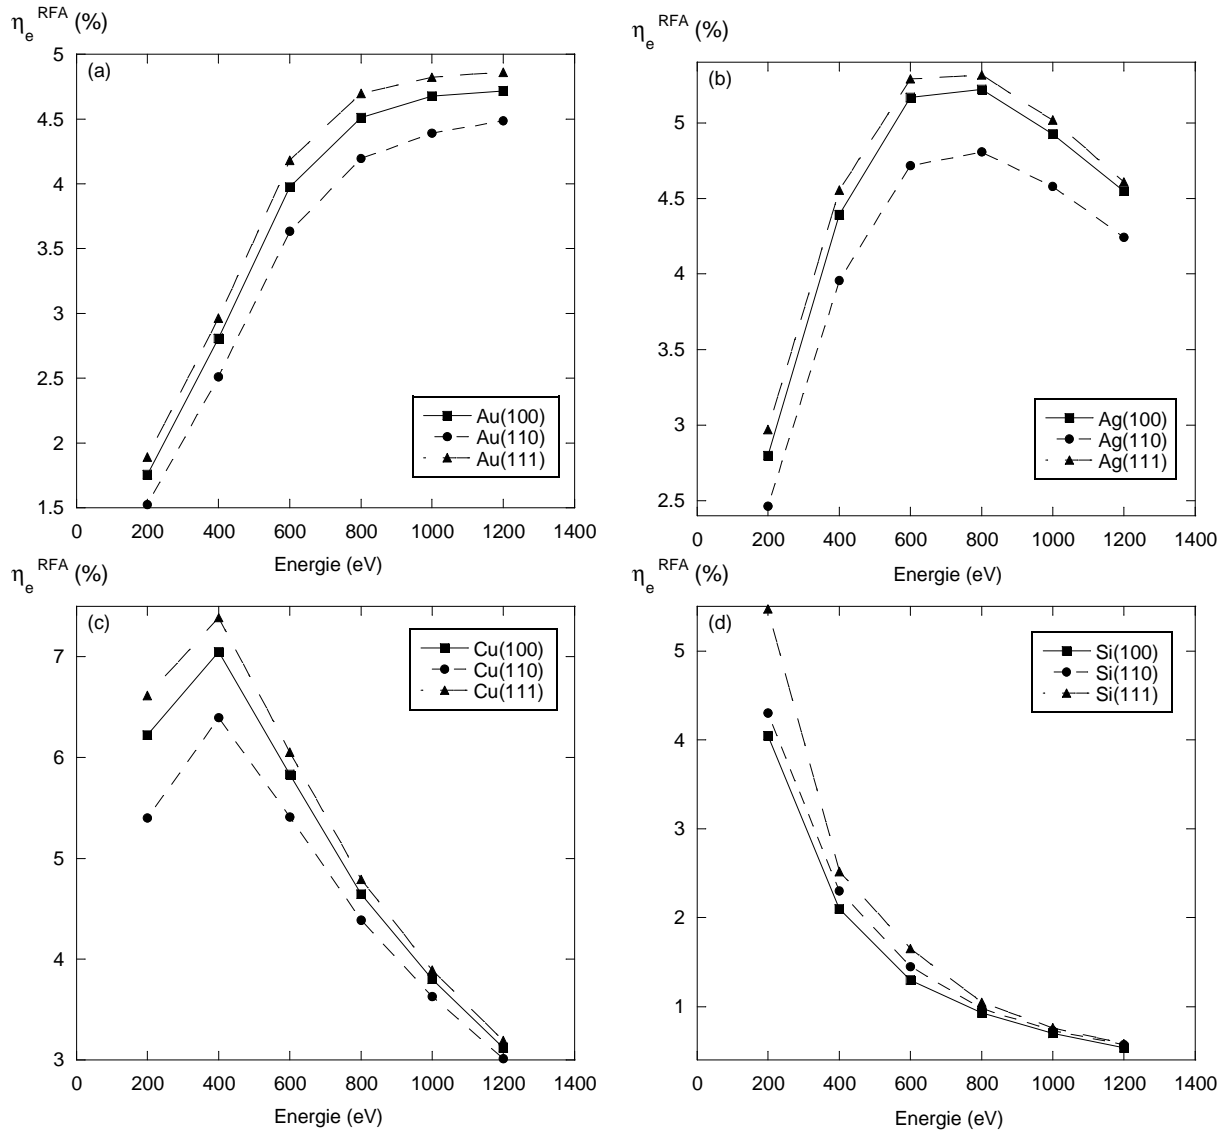 ηe RFA (%)
(a)
5
4.5
4
3.5
3
2.5
2
1.5
0 200 400 600 800 1000 1200 1400
Energie (eV)
Au(100)
Au(110)
Au(111)
ηe RFA (%)
(b)
5
4.5
4
3.5
3
2.5
0 200 400 600 800 1000 1200 1400
Energie (eV)
Ag(100)
Ag(110)
Ag(111)
ηe RFA (%)
(c)
7
6
5
4
3
0 200 400 600 800 1000 1200 1400
Energie (eV)
Cu(100)
Cu(110)
Cu(111)
ηe RFA (%)
(d)
5
4
3
2
1
0 200 400 600 800 1000 1200 1400
Energie (eV)
Si(100)
Si(110)
Si(111)